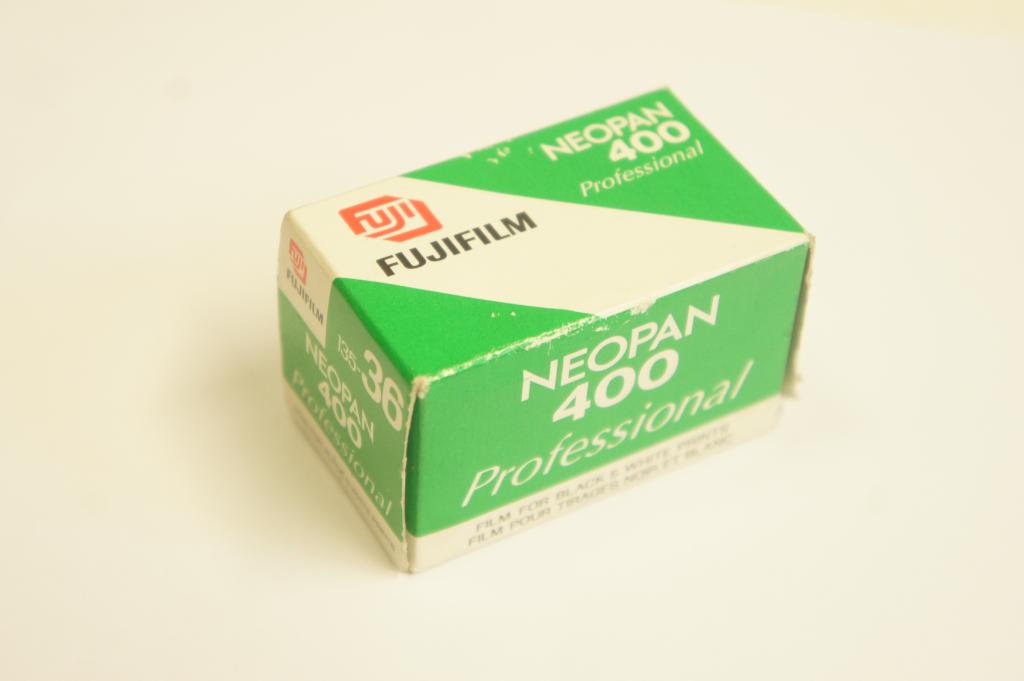 NEOPAN
400
Professional
FUJI
FUJIFILM
FUJI
FUJIFILM
135-36
NEOPAN
400
Professional
NEOPAN
400
Professional
FILM FOR BLACK & WHITE PRINTS
FILM POUR TIRAGES NOIR ET BLANC